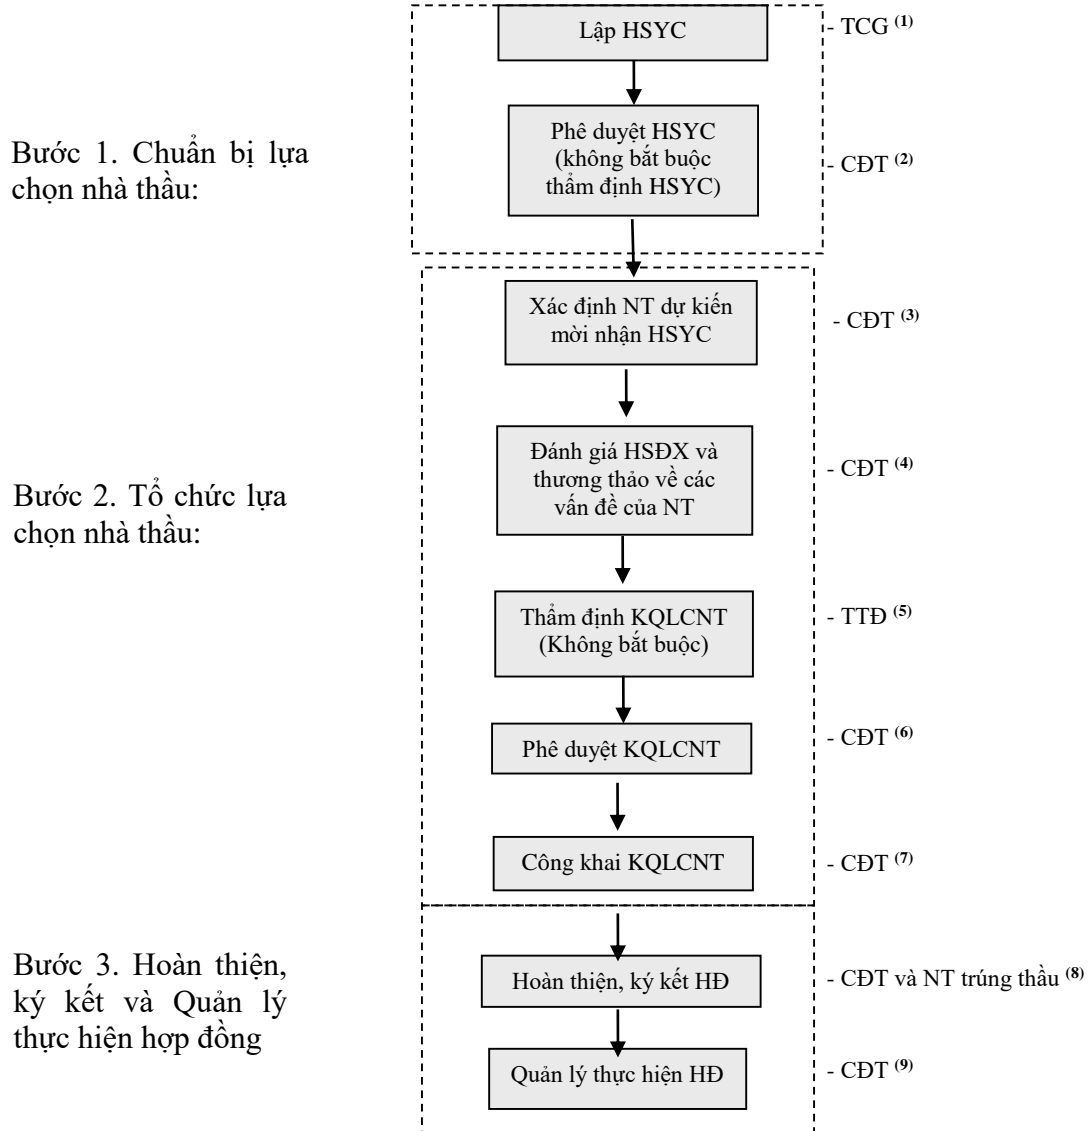 Lập HSYC
- TCG (1)
Bước 1. Chuẩn bị lựa
chọn nhà thầu:
Phê duyệt HSYC
(không bắt buộc
thẩm định HSYC)
- CĐT (2)
Xác định NT dự kiến
mời nhận HSYC
- CĐT (3)
Bước 2. Tổ chức lựa
chọn nhà thầu:
Đánh giá HSĐX và
thương thảo về các
vấn đề của NT
- CĐT (4)
Thẩm định KQLCNT
(Không bắt buộc)
- TTĐ (5)
Phê duyệt KQLCNT
- CĐT (6)
Công khai KQLCNT
- CĐT (7)
Bước 3. Hoàn thiện,
ký kết và Quản lý
thực hiện hợp đồng
Hoàn thiện, ký kết HĐ
- CĐT và NT trúng thầu (8)
Quản lý thực hiện HĐ
- CĐT (9)